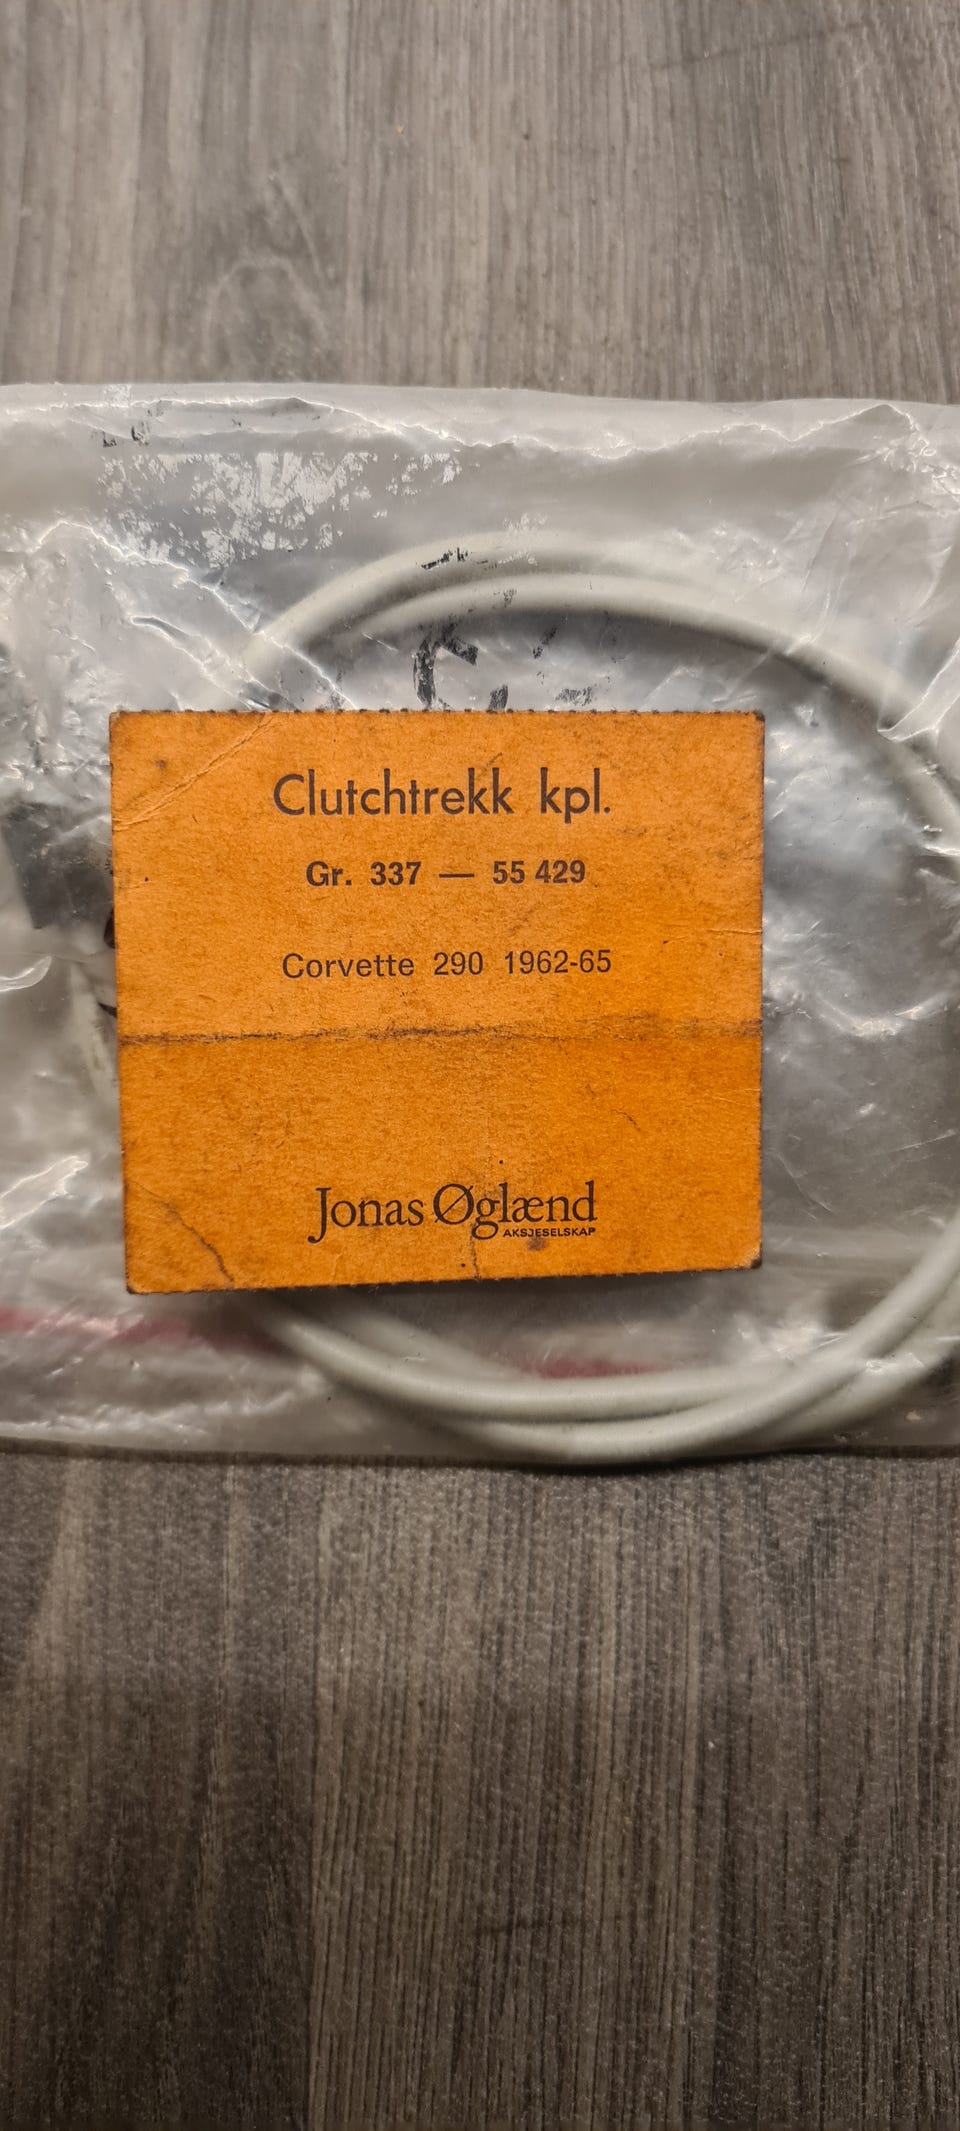 Clutchtrekk kpl.
Gr. 337 — 55 429
Corvette 290 1962-65
Jonas Øglænd
AKSJESELSKAP